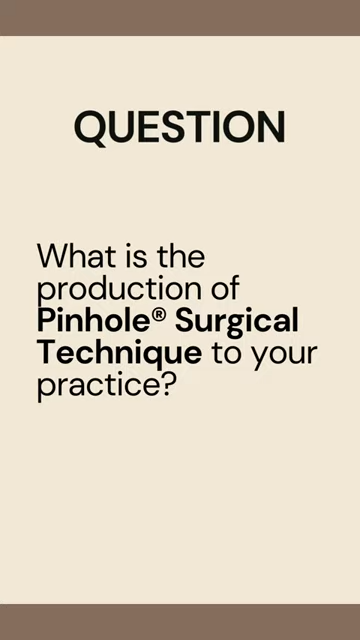 QUESTION
What is the
production of
Pinhole® Surgical
Technique to your
practice?